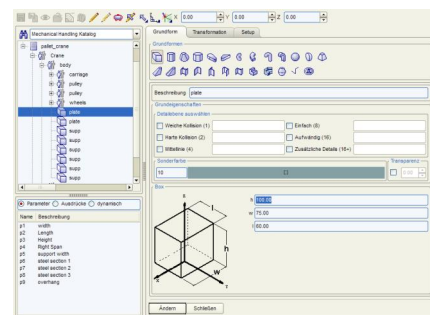 X 0.00 Y 0.00 Z 0.00
Mechanical Handling Katalog
pallet_crane
Crane
body
carriage
pulley
pulley
wheels
plate
plate
supp
supp
supp
supp
supp
Parameter Ausdrücke dynamisch
Name Beschreibung
p1 width
p2 Length
p3 Height
p4 Right Span
p5 support width
p6 steel section 1
p7 steel section 2
p8 steel section 3
p9 overhang
Grundform Transformation Setup
Grundformen
Beschreibung plate
Grundeigenschaften
Detailebene auswählen
Weiche Kollision (1) Einfach (8)
Harte Kollision (2) Aufwändig (16)
Mittellinie (4) Zusätzliche Details (16+)
Sonderfarbe Transparenz
10 0.00
Box
h 100.00
w 75.00
l 60.00
z
l
h
w
x
y
Ändern Schließen